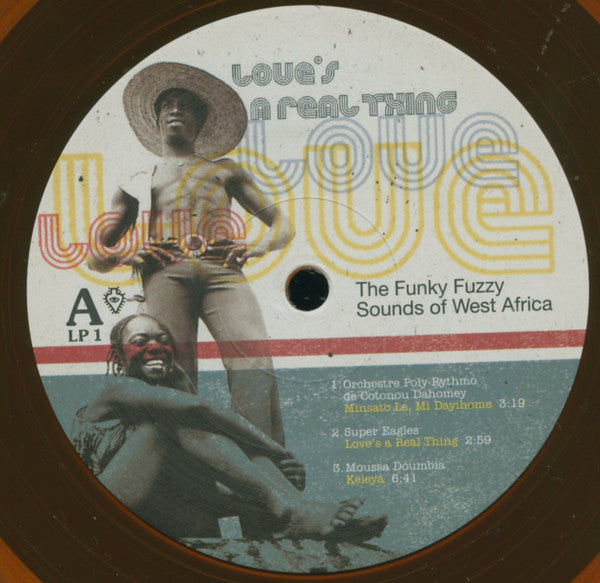 Love's
A Real Thing
Love
Love
Love
The Funky Fuzzy
Sounds of West Africa
A
LP 1
1. Orchestre Poly-Rythmo
de Cotonou Dahomey
Minsato Le, Mi Dayihome 3:19
2. Super Eagles
Love's a Real Thing 2:59
3. Moussa Doumbia
Keleya 6:41